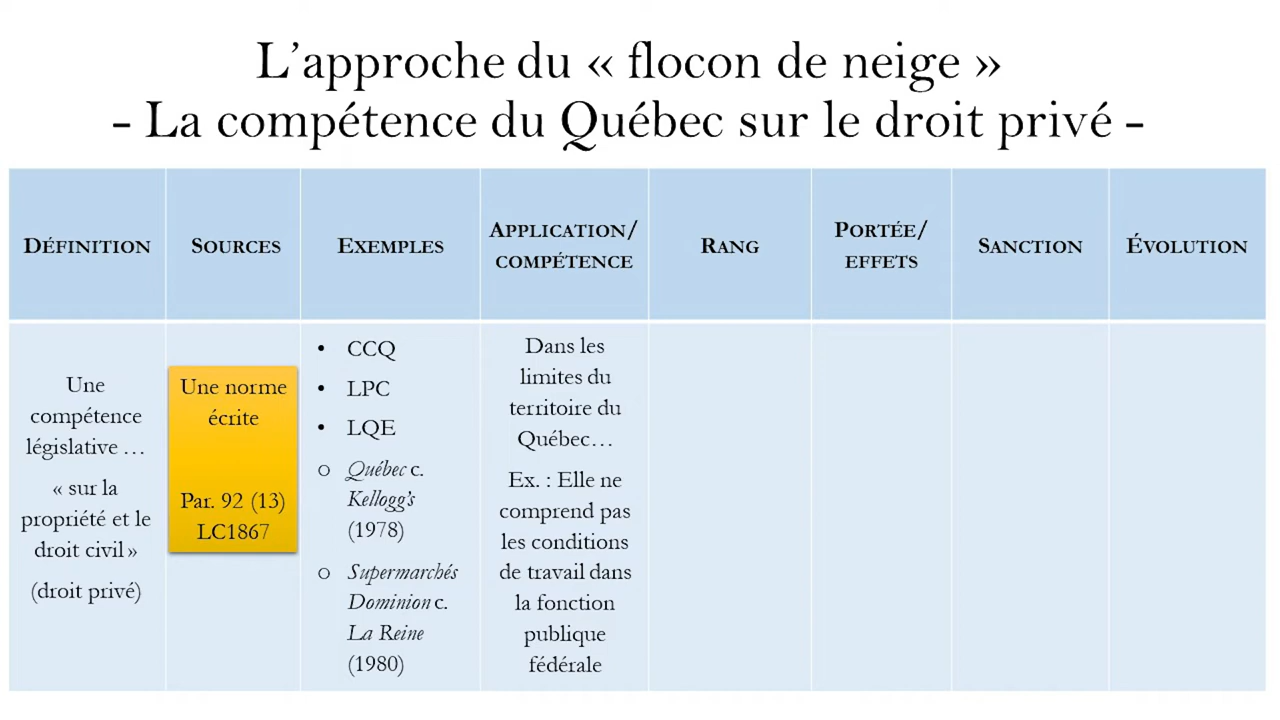 L'approche du « flocon de neige »
- La compétence du Québec sur le droit privé -
DÉFINITION
SOURCES
EXEMPLES
APPLICATION/
COMPÉTENCE
RANG
PORTÉE/
EFFETS
SANCTION
ÉVOLUTION
Une
compétence
législative …
« sur la
propriété et le
droit civil »
(droit privé)
Une norme
écrite
Par. 92 (13)
LC1867
• CCQ
• LPC
• LQE
o Québec c.
Kellogg's
(1978)
o Supermarchés
Dominion c.
La Reine
(1980)
Dans les
limites du
territoire du
Québec…
Ex. : Elle ne
comprend pas
les conditions
de travail dans
la fonction
publique
fédérale